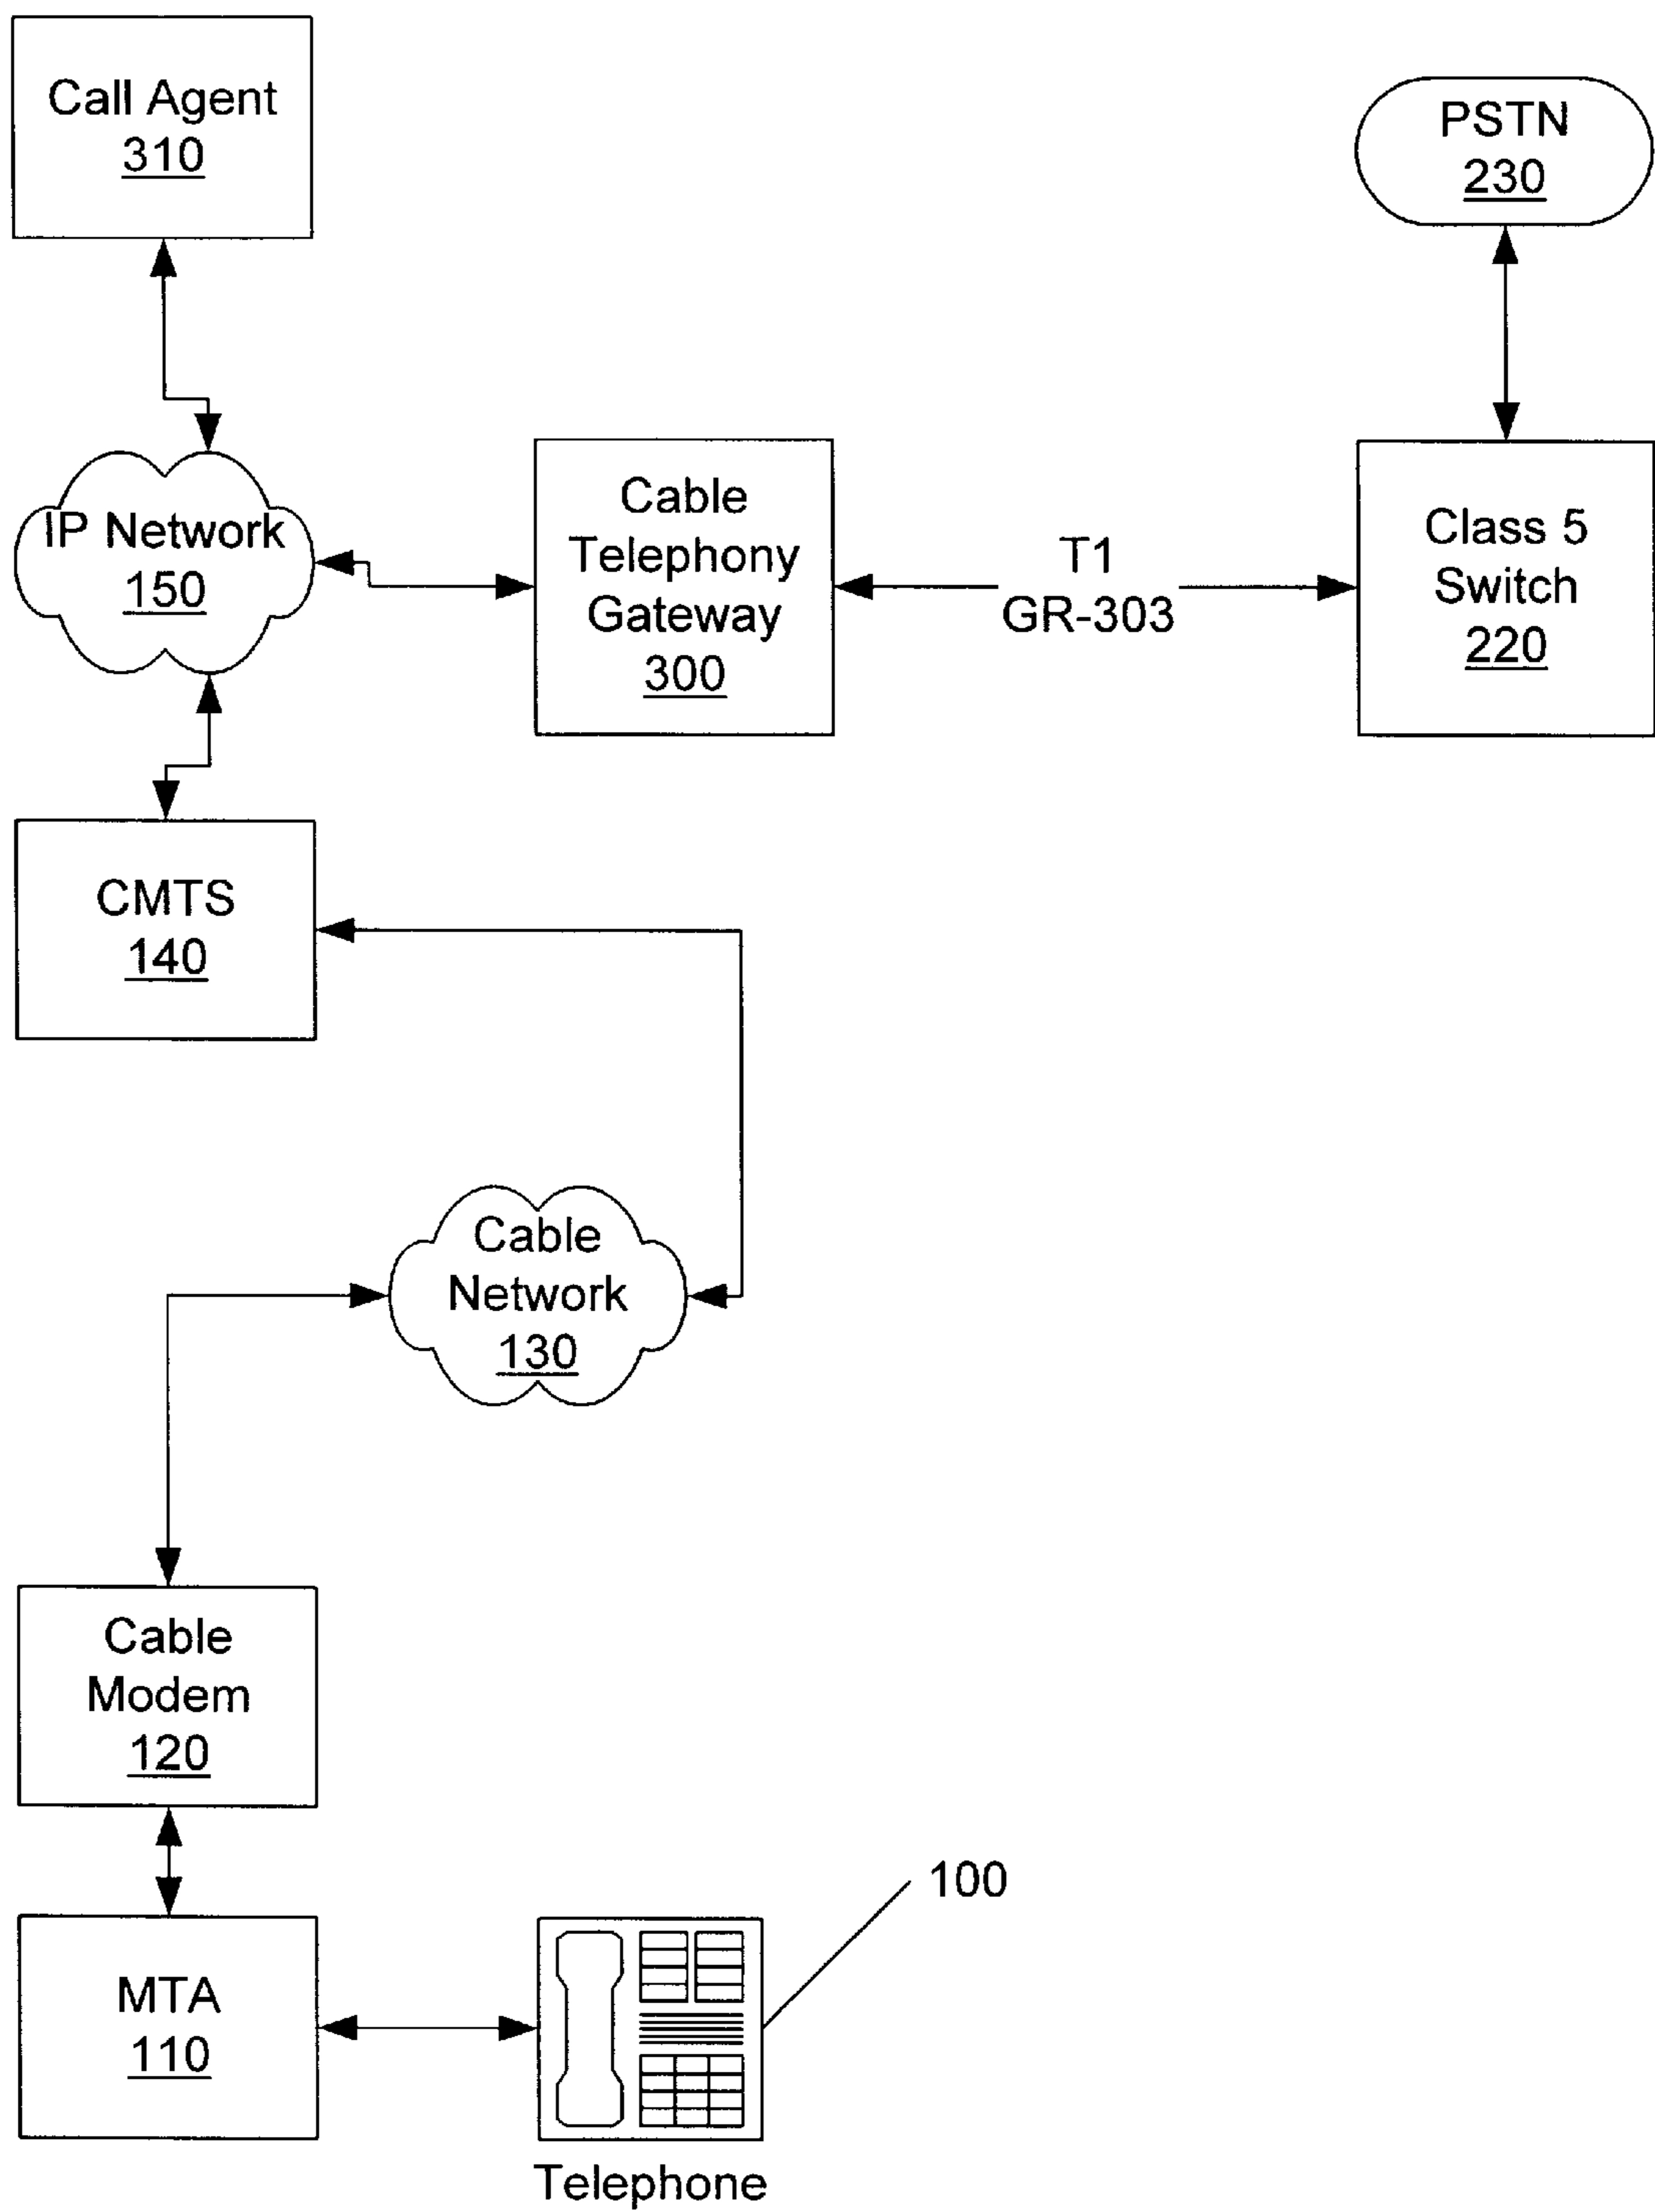 Call Agent
310
PSTN
230
IP Network
150
Cable
Telephony
Gateway
300
T1
GR-303
Class 5
Switch
220
CMTS
140
Cable
Network
130
Cable
Modem
120
100
MTA
110
Telephone